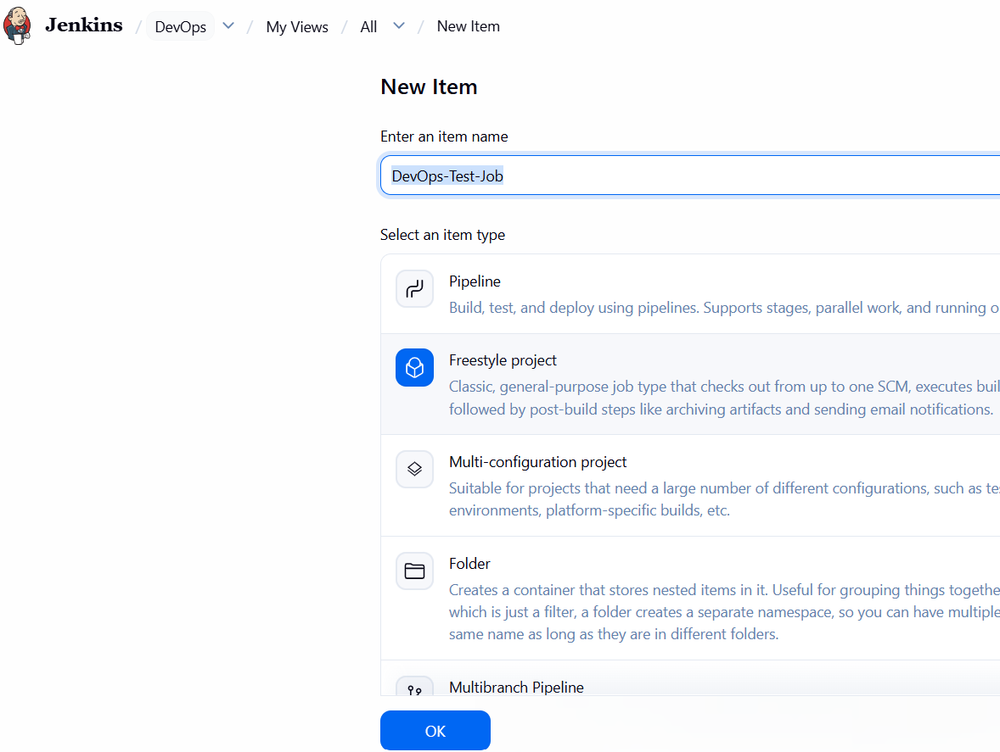 Jenkins / DevOps / My Views / All / New Item
New Item
Enter an item name
DevOps-Test-Job
Select an item type
Pipeline
Build, test, and deploy using pipelines. Supports stages, parallel work, and running
Freestyle project
Classic, general-purpose job type that checks out from up to one SCM, executes
followed by post-build steps like archiving artifacts and sending email notifications.
Multi-configuration project
Suitable for projects that need a large number of different configurations, such as
environments, platform-specific builds, etc.
Folder
Creates a container that stores nested items in it. Useful for grouping things
which is just a filter, a folder creates a separate namespace, so you can have multiple
same name as long as they are in different folders.
Multibranch Pipeline
OK